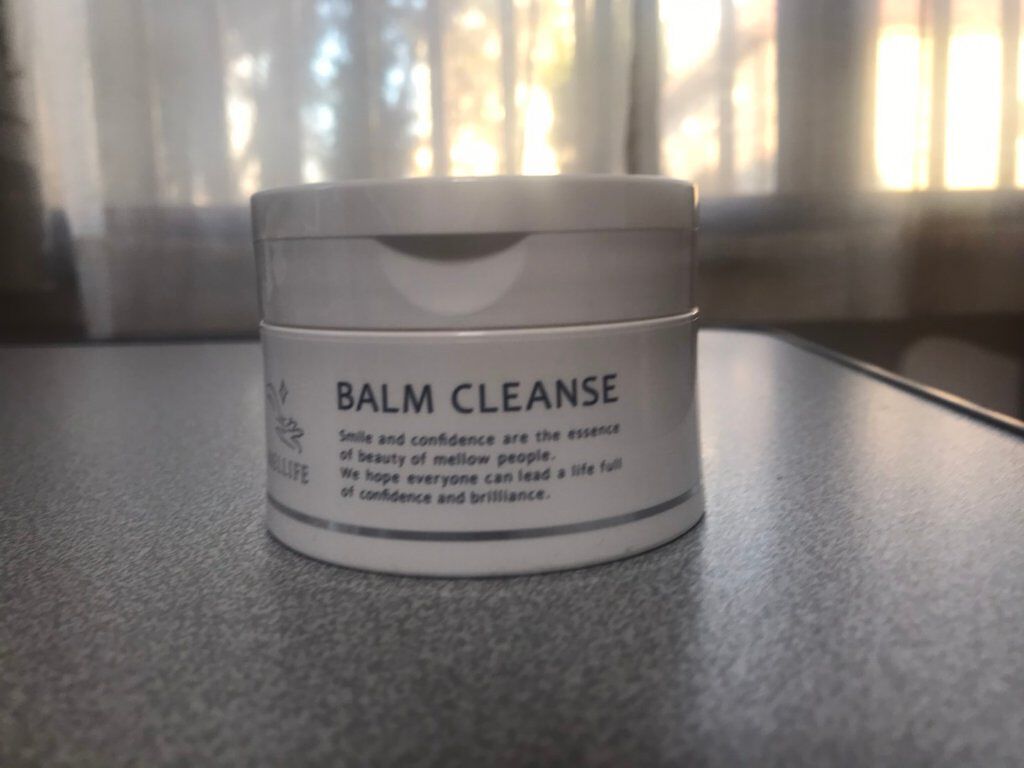 BALM CLEANSE
Smile and confidence are the essence
of beauty of mellow people.
We hope everyone can lead a life full
of confidence and brilliance.